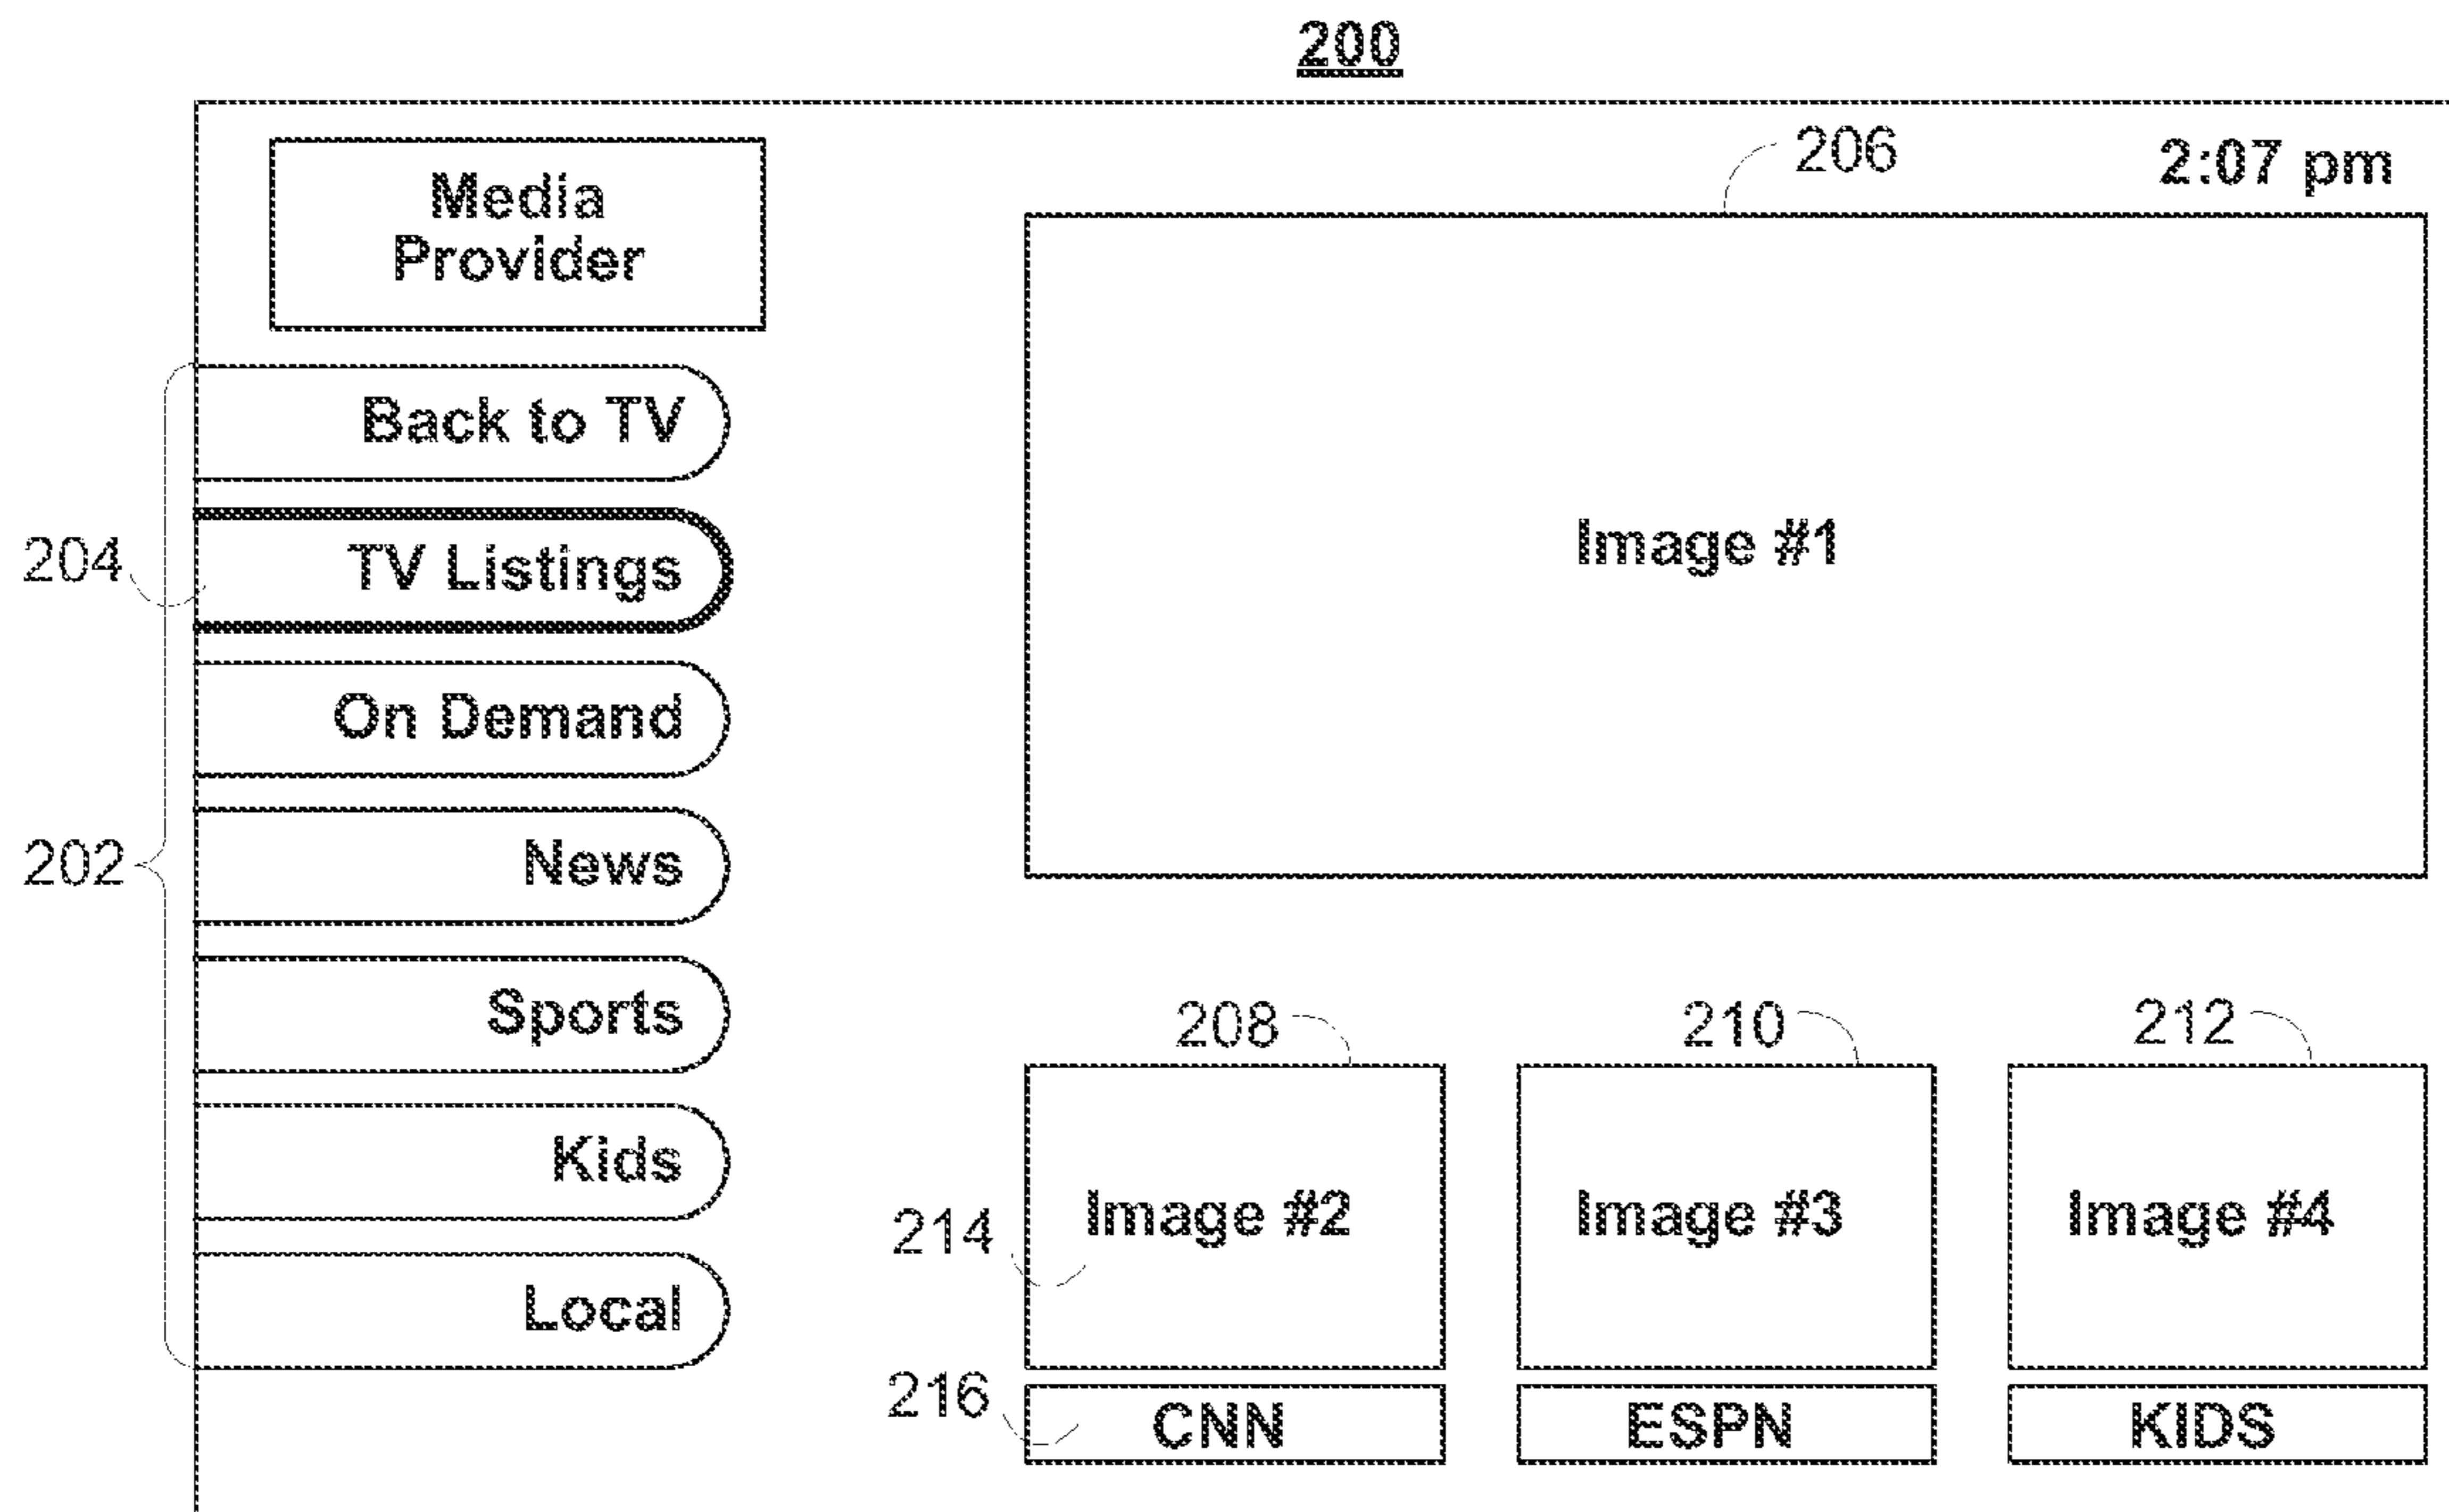 200
206
2:07 pm
Media
Provider
Back to TV
204
TV Listings
Image #1
On Demand
202
News
Sports
208
210
212
Kids
214
Image #2
Image #3
Image #4
Local
216
CNN
ESPN
KIDS